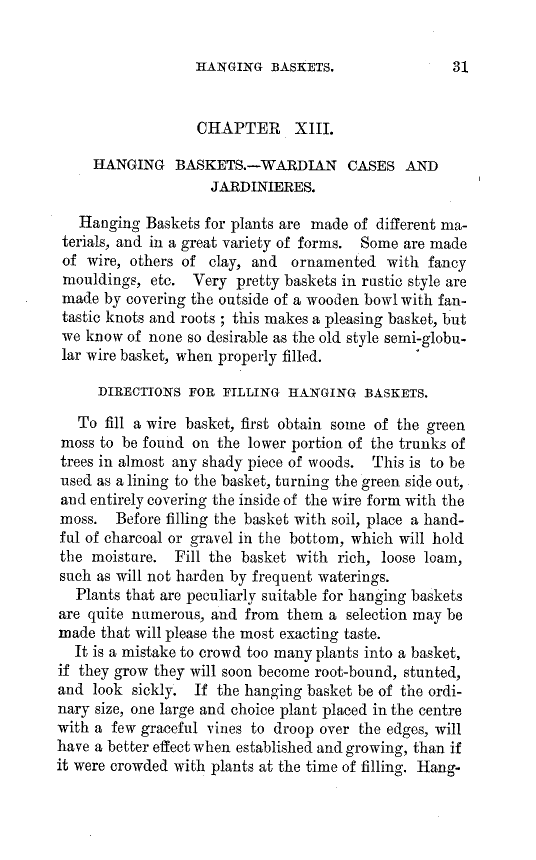 HANGING BASKETS. 31
CHAPTER XIII.
HANGING BASKETS.—WARDIAN CASES AND
JARDINIERES.
Hanging Baskets for plants are made of different ma-
terials, and in a great variety of forms. Some are made
of wire, others of clay, and ornamented with fancy
mouldings, etc. Very pretty baskets in rustic style are
made by covering the outside of a wooden bowl with fan-
tastic knots and roots ; this makes a pleasing basket, but
we know of none so desirable as the old style semi-globu-
lar wire basket, when properly filled.
DIRECTIONS FOR FILLING HANGING BASKETS.
To fill a wire basket, first obtain some of the green
moss to be found on the lower portion of the trunks of
trees in almost any shady piece of woods. This is to be
used as a lining to the basket, turning the green side out,
and entirely covering the inside of the wire form with the
moss. Before filling the basket with soil, place a hand-
ful of charcoal or gravel in the bottom, which will hold
the moisture. Fill the basket with rich, loose loam,
such as will not harden by frequent waterings.
Plants that are peculiarly suitable for hanging baskets
are quite numerous, and from them a selection may be
made that will please the most exacting taste.
It is a mistake to crowd too many plants into a basket,
if they grow they will soon become root-bound, stunted,
and look sickly. If the hanging basket be of the ordi-
nary size, one large and choice plant placed in the centre
with a few graceful vines to droop over the edges, will
have a better effect when established and growing, than if
it were crowded with plants at the time of filling. Hang-